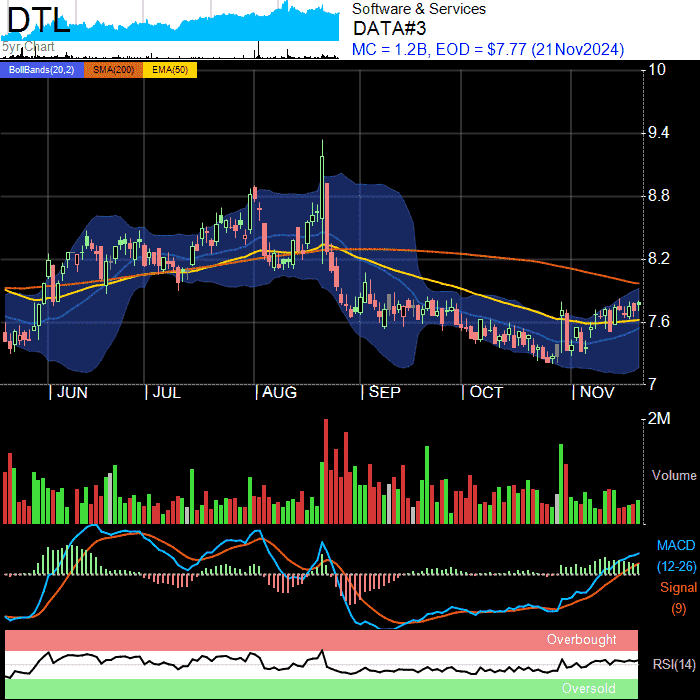 DTL
5yr Chart
Software & Services
DATA#3
MC = 1.2B, EOD = $7.77 (21Nov2024)
BollBands(20,2) SMA(200) EMA(50)
10
9.4
8.8
8.2
7.6
7
JUN JUL AUG SEP OCT NOV
2M
Volume
MACD
(12-26)
Signal
(9)
Overbought
RSI(14)
Oversold